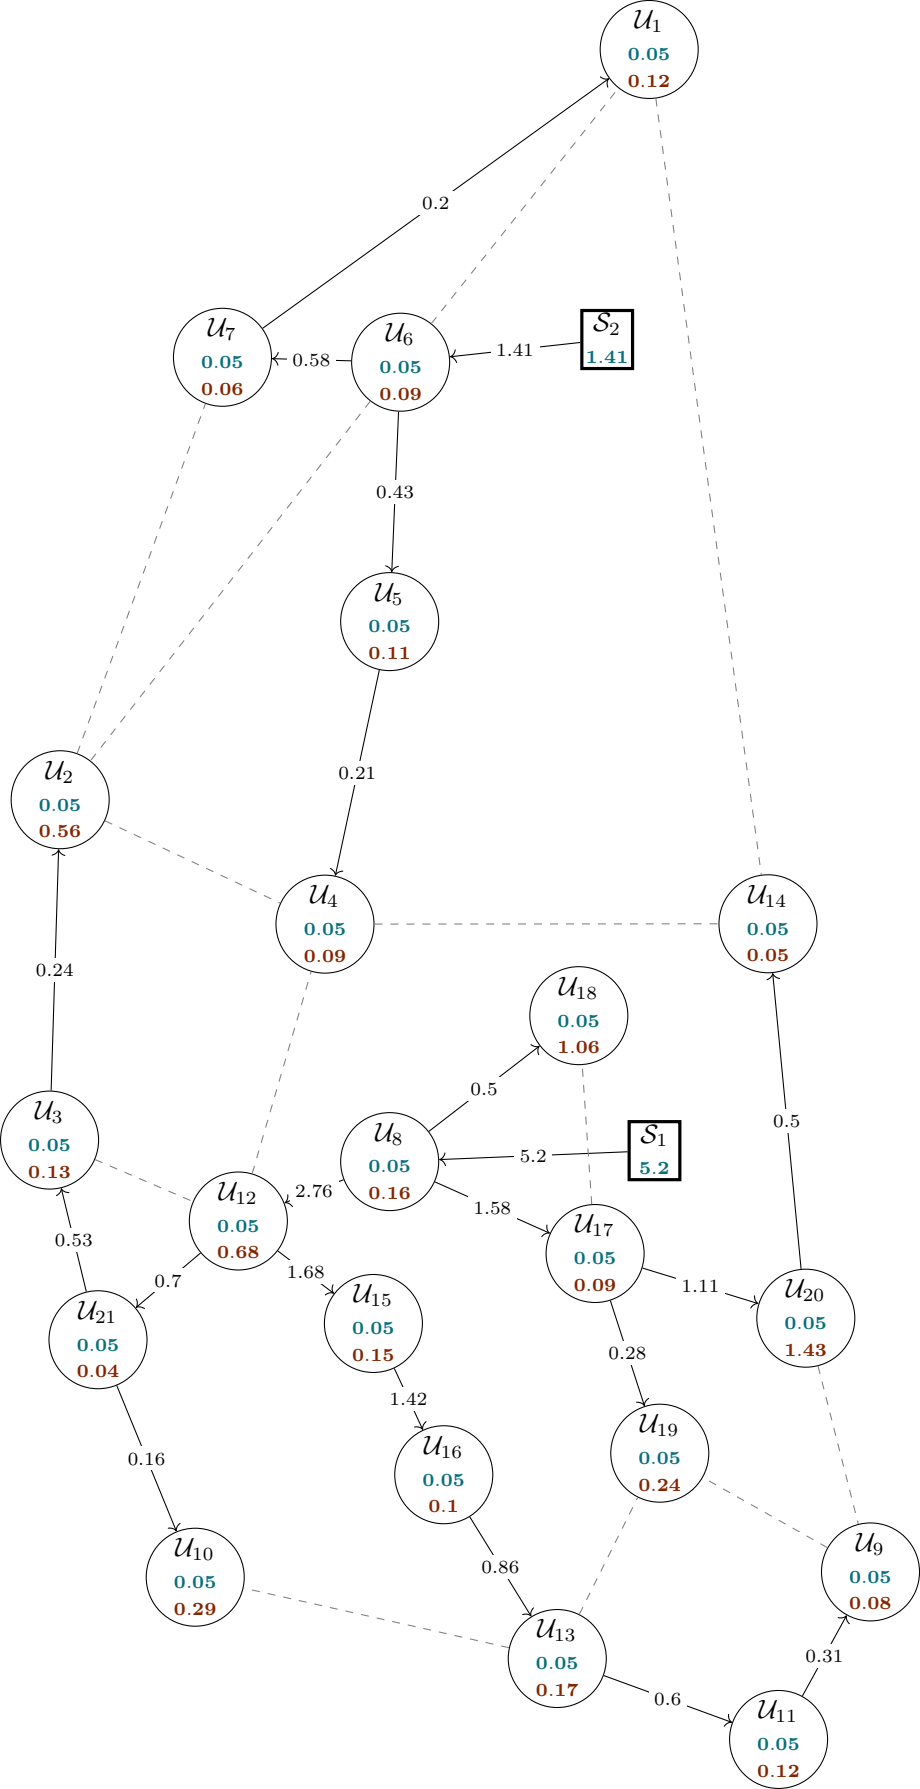 𝒰₁
0.05
0.12
0.2
𝒰₇
0.05
0.06
0.58
𝒰₆
0.05
0.09
1.41
𝒮₂
1.41
0.43
𝒰₅
0.05
0.11
0.21
𝒰₂
0.05
0.56
𝒰₄
0.05
0.09
𝒰₁₄
0.05
0.05
0.24
𝒰₁₈
0.05
1.06
0.5
0.5
𝒰₃
0.05
0.13
𝒰₈
0.05
0.16
5.2
𝒮₁
5.2
𝒰₁₂
0.05
0.68
2.76
1.58
𝒰₁₇
0.05
0.09
0.53
0.7
1.68
1.11
𝒰₂₁
0.05
0.04
𝒰₁₅
0.05
0.15
𝒰₂₀
0.05
1.43
0.28
1.42
0.16
𝒰₁₆
0.05
0.1
𝒰₁₉
0.05
0.24
𝒰₁₀
0.05
0.29
0.86
𝒰₉
0.05
0.08
𝒰₁₃
0.05
0.17
0.31
0.6
𝒰₁₁
0.05
0.12